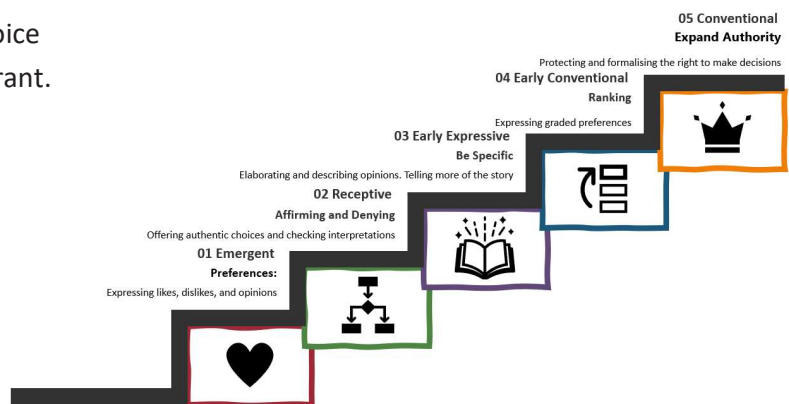 05 Conventional
Expand Authority
Protecting and formalising the right to make decisions
04 Early Conventional
Ranking
Expressing graded preferences
03 Early Expressive
Be Specific
Elaborating and describing opinions. Telling more of the story
02 Receptive
Affirming and Denying
Offering authentic choices and checking interpretations
01 Emergent
Preferences:
Expressing likes, dislikes, and opinions